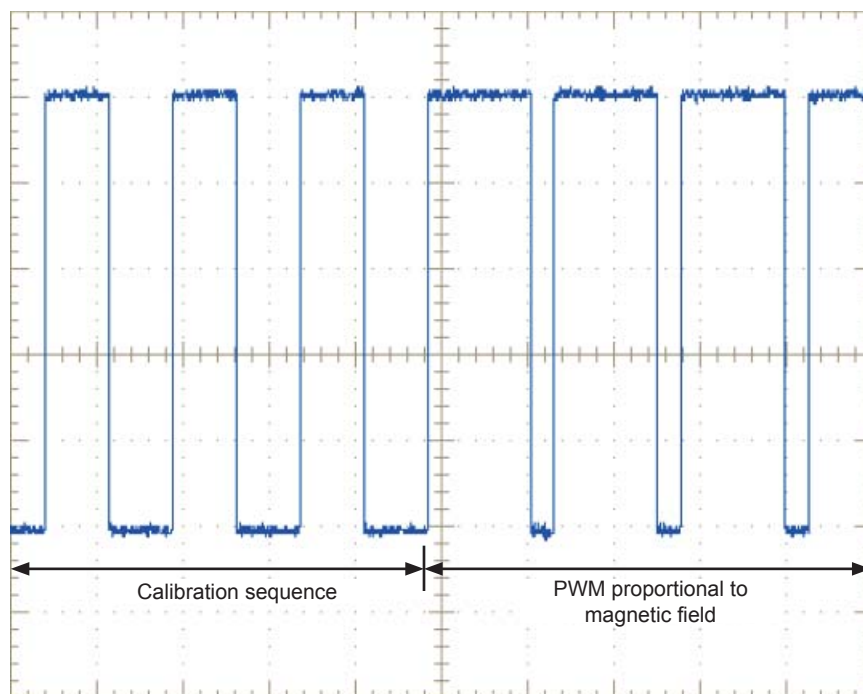 Calibration sequence
PWM proportional to
magnetic field